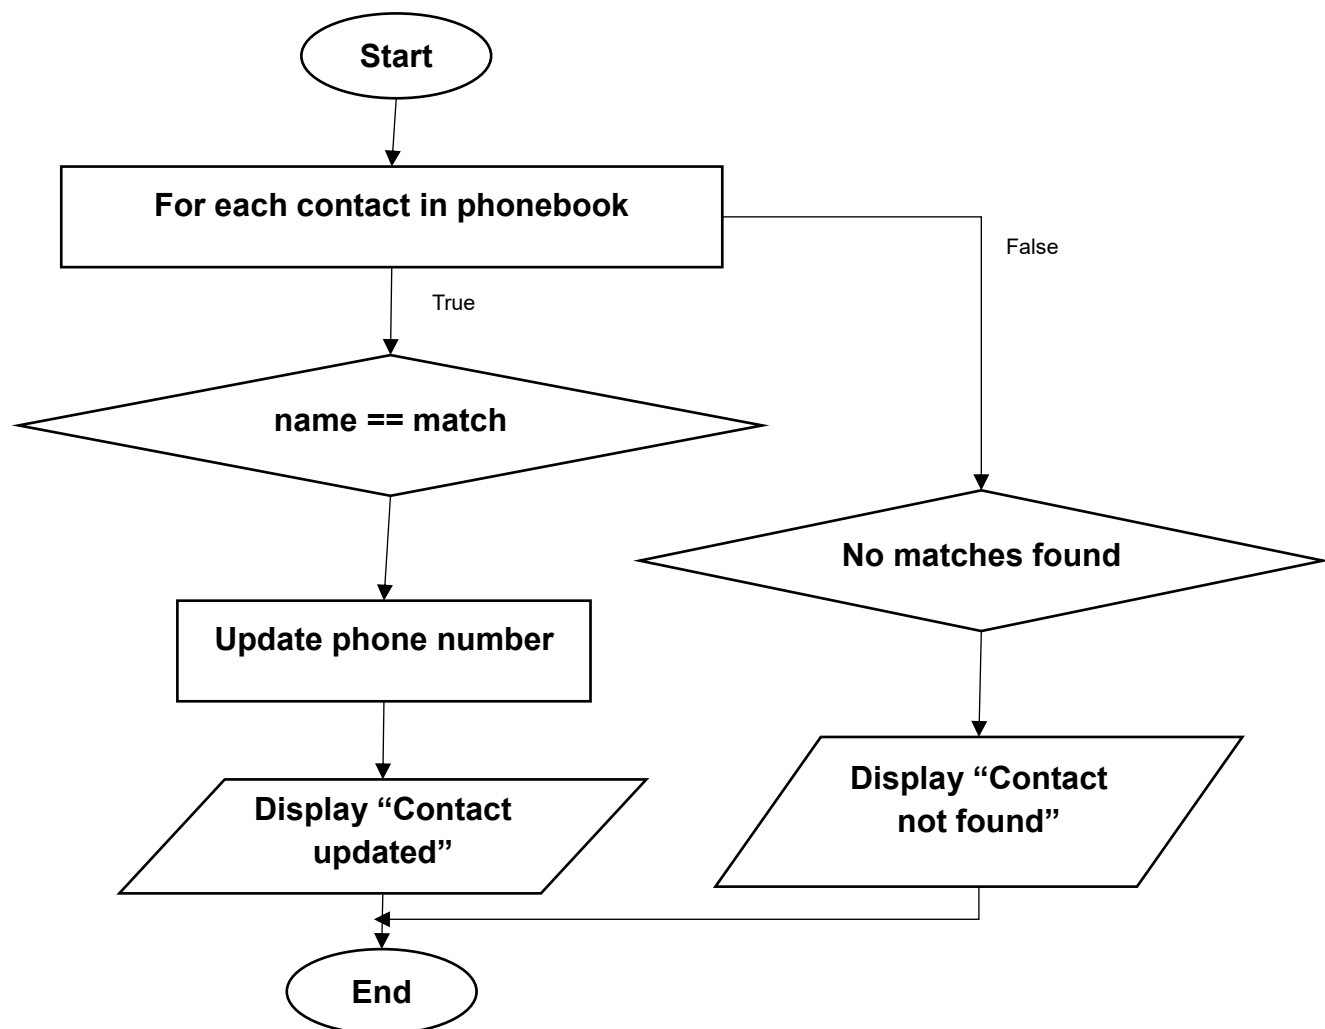 Start
For each contact in phonebook
False
True
name == match
No matches found
Update phone number
Display “Contact
not found”
Display “Contact
updated”
End